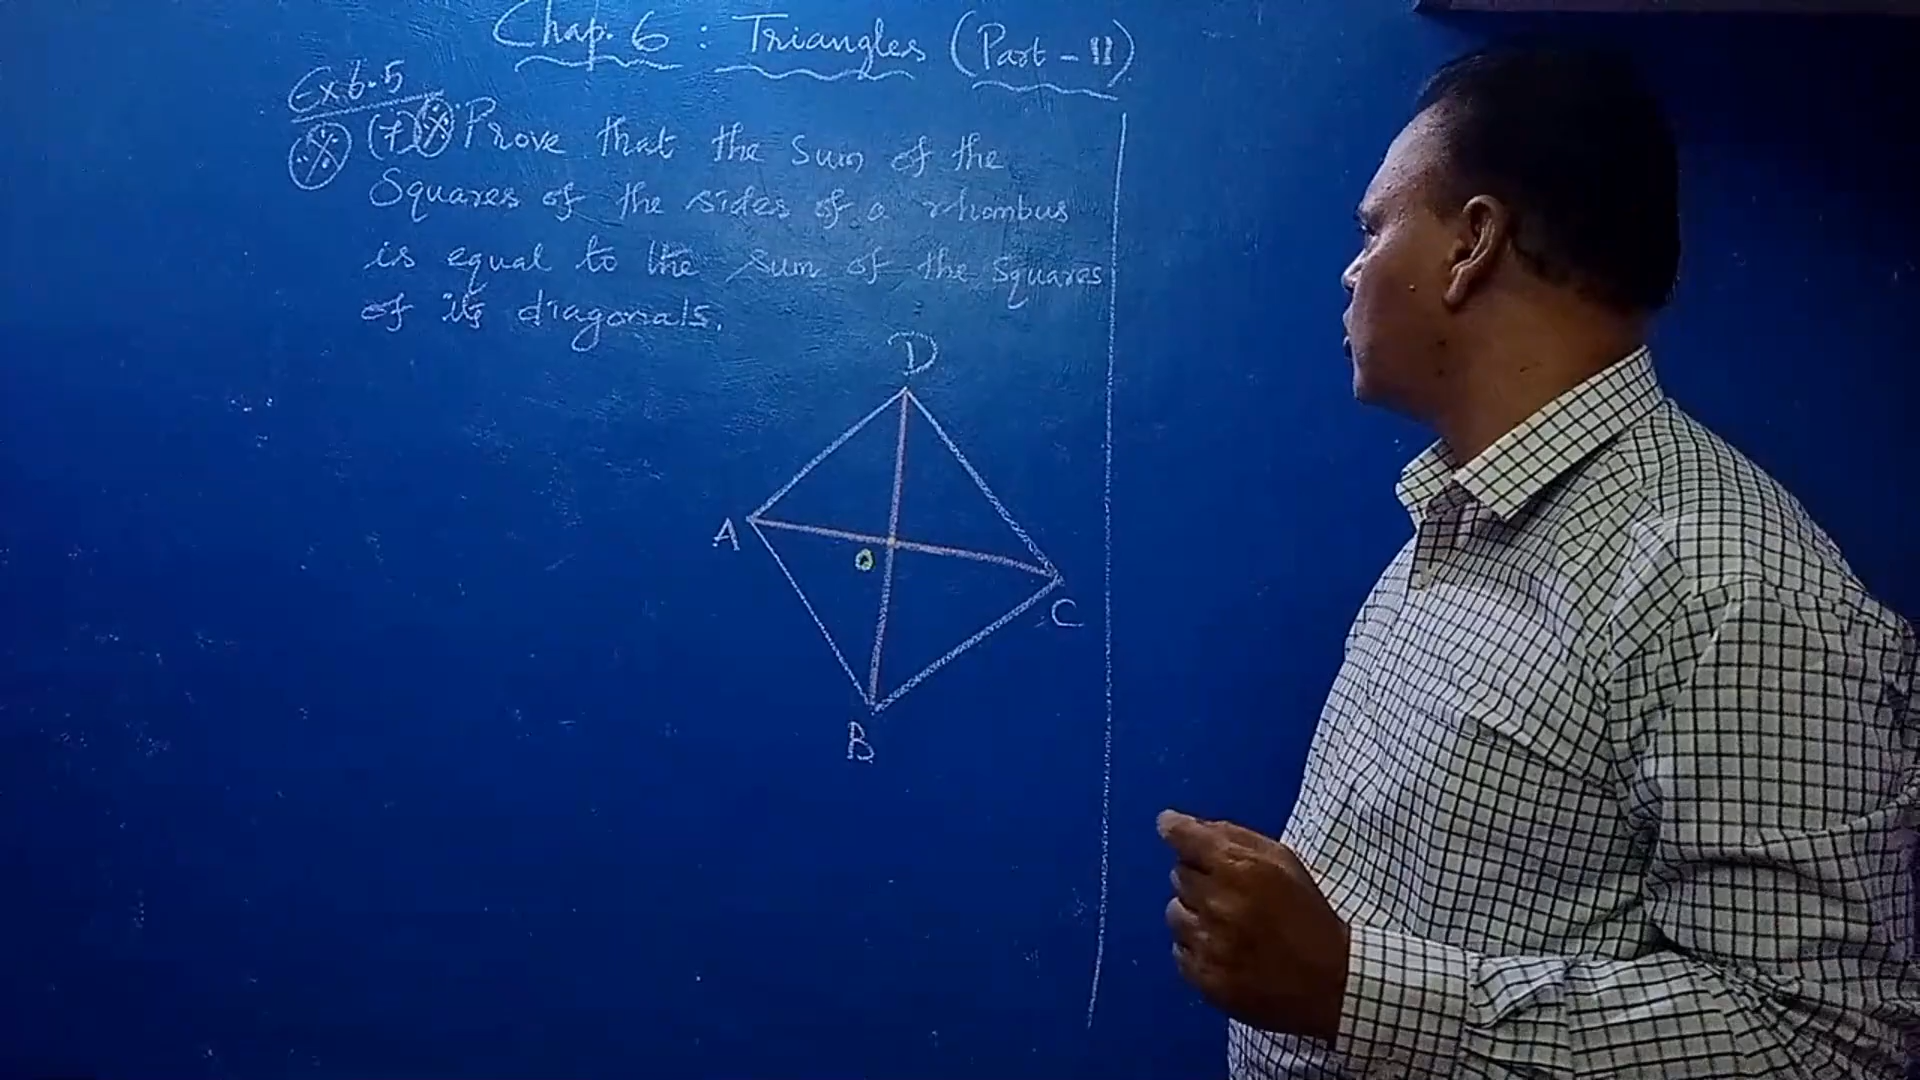 Chap. 6 : Triangles (Part - II)
Ex 6.5
(7) Prove that the sum of the
Squares of the sides of a rhombus
is equal to the sum of the squares
of its diagonals.
D
A
O
C
B